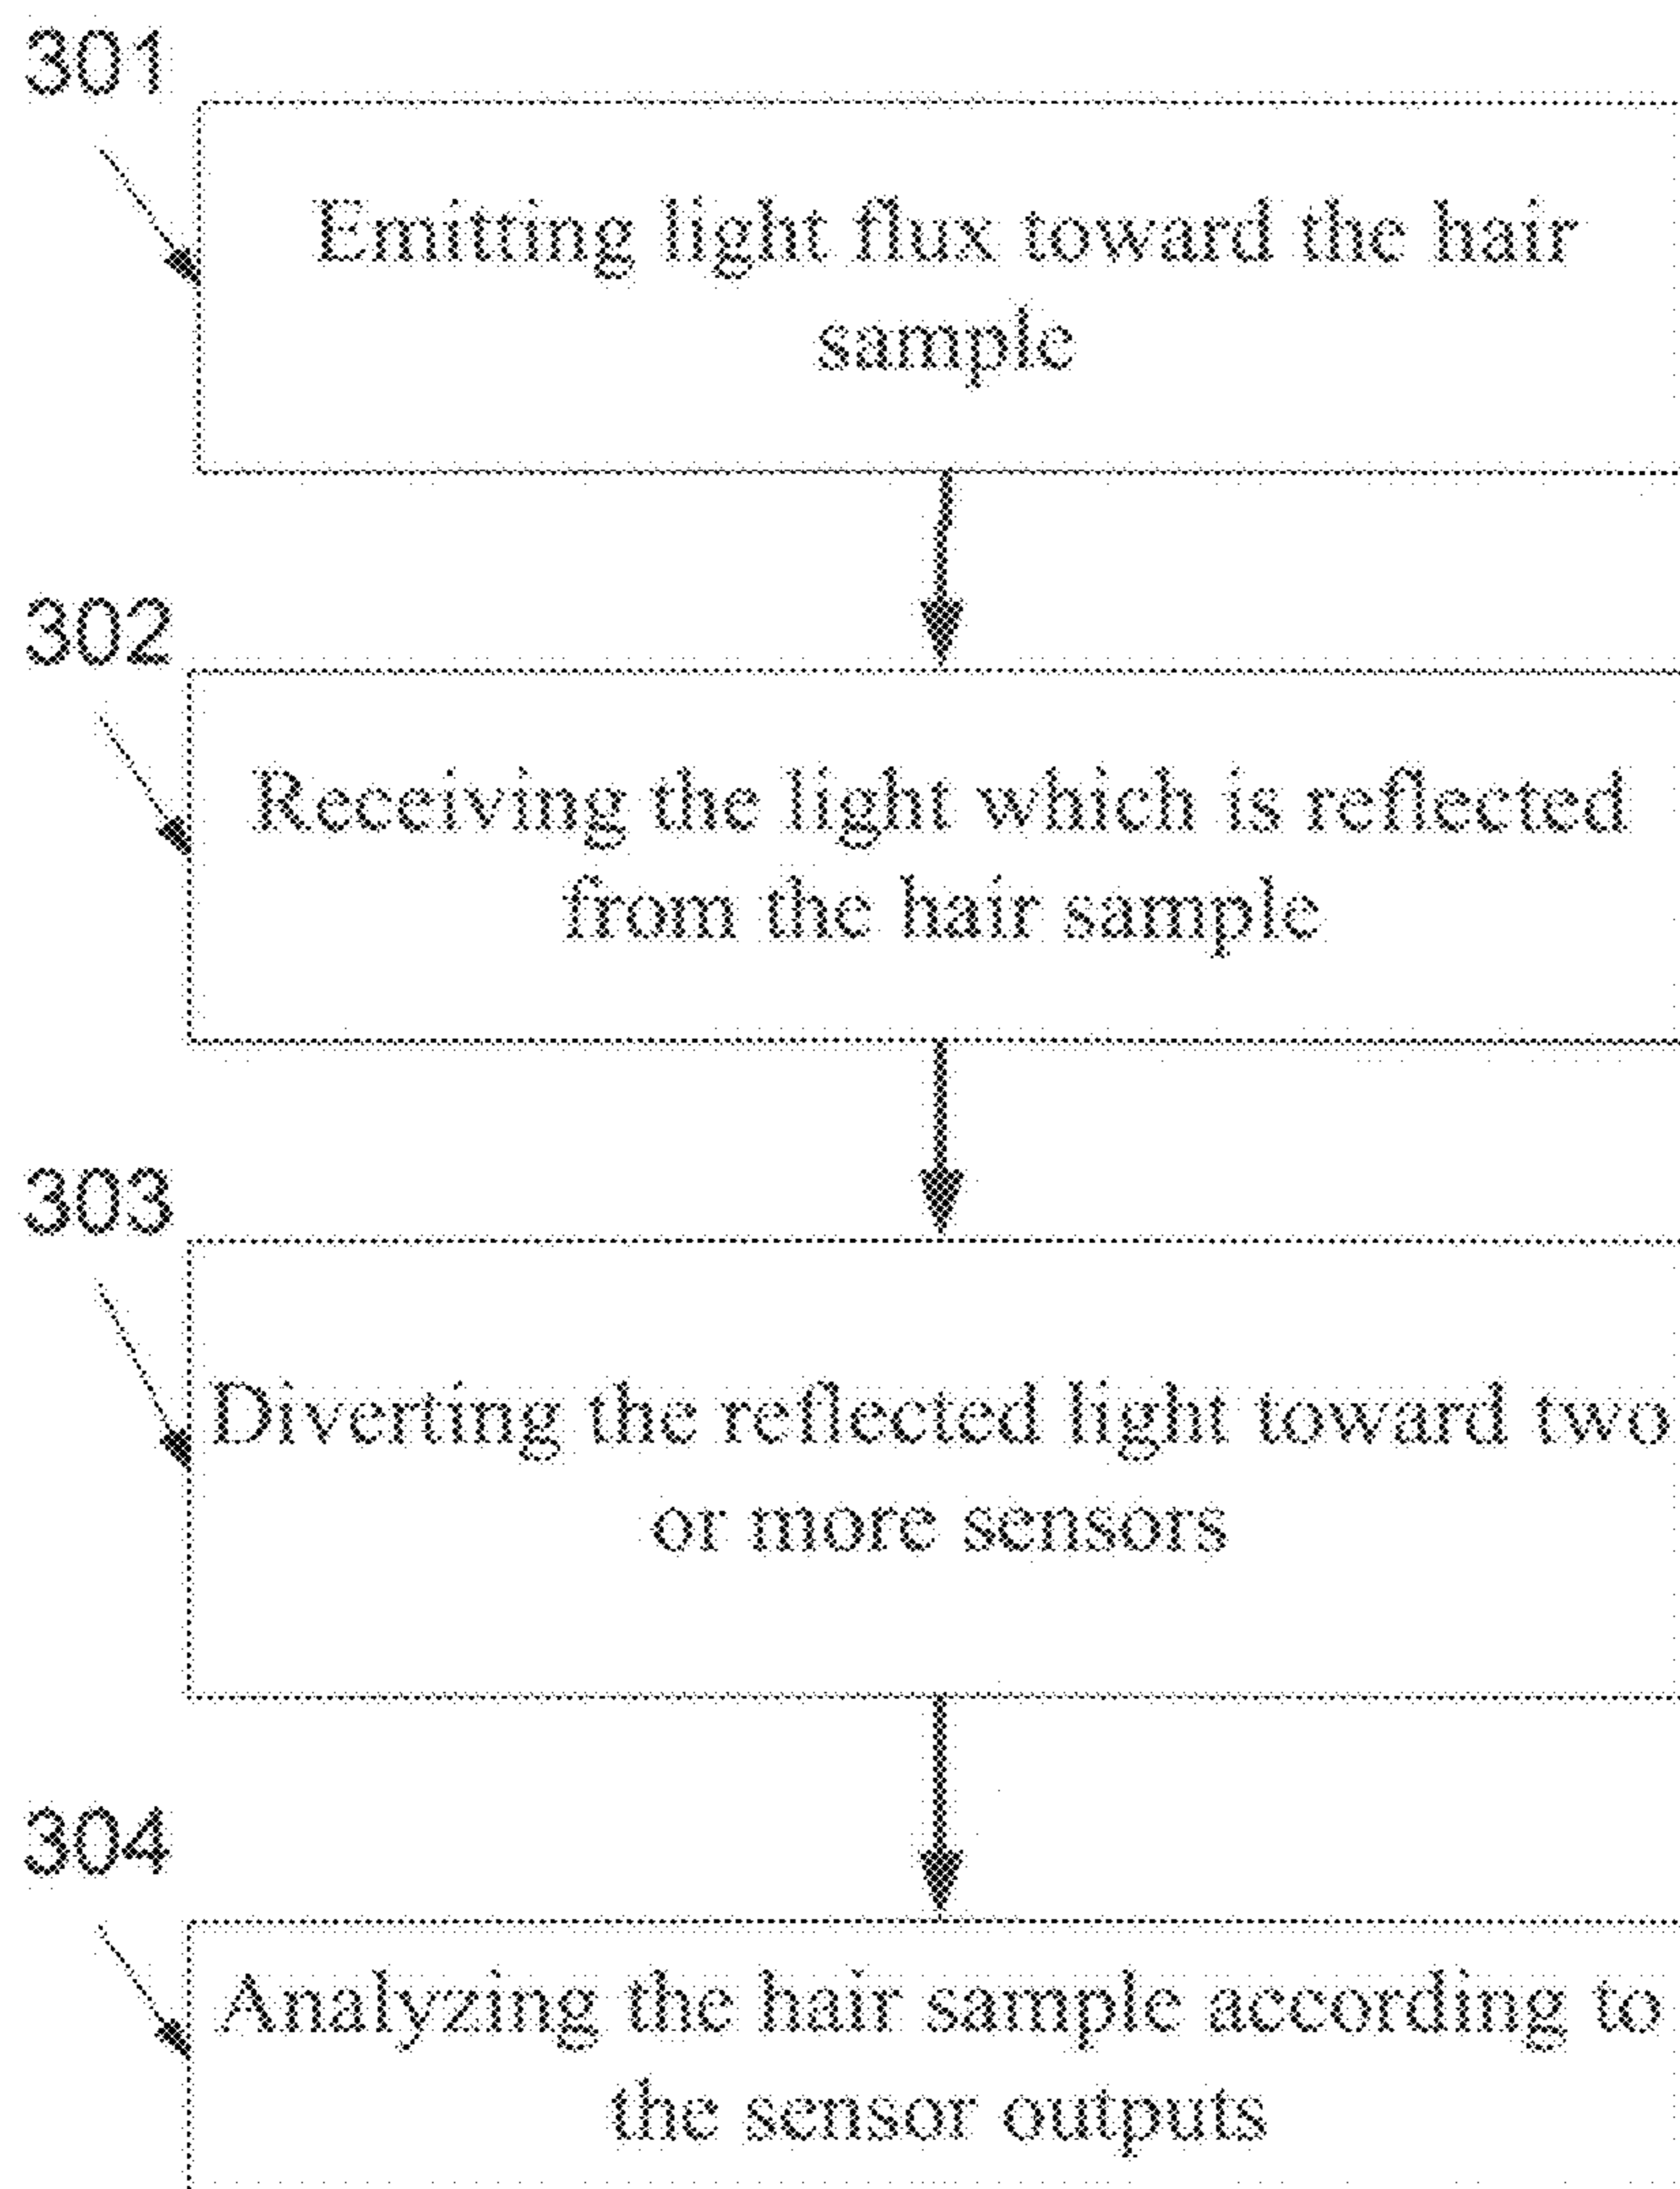 301
Emitting light flux toward the hair
sample
302
Receiving the light which is reflected
from the hair sample
303
Diverting the reflected light toward two
or more sensors
304
Analyzing the hair sample according to
the sensor outputs